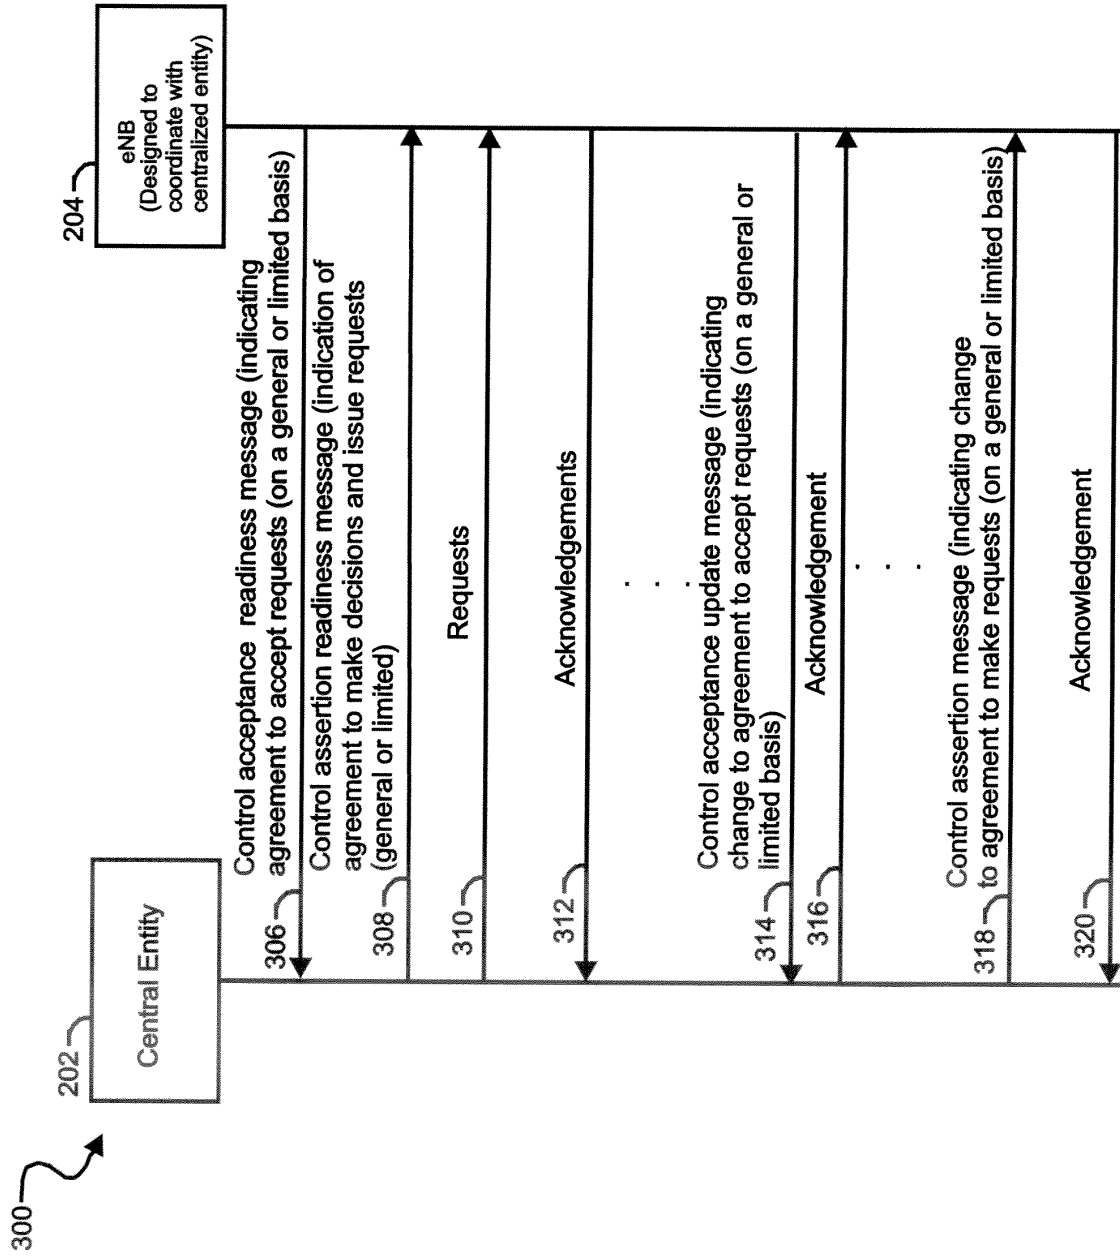 300
202
Central Entity
204
eNB
(Designed to
coordinate with
centralized entity)
Control acceptance readiness message (indicating
agreement to accept requests (on a general or limited basis)
306
Control assertion readiness message (indication of
agreement to make decisions and issue requests
(general or limited)
308
Requests
310
Acknowledgements
312
. . .
Control acceptance update message (indicating
change to agreement to accept requests (on a general or
limited basis)
314
Acknowledgement
316
. . .
Control assertion message (indicating change
to agreement to make requests (on a general or limited basis)
318
Acknowledgement
320